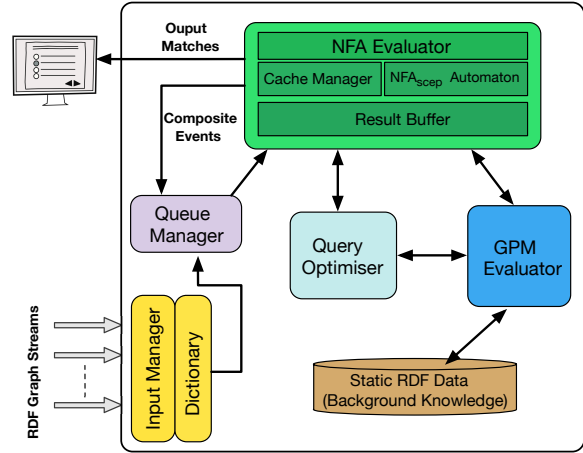 Ouput
Matches
NFA Evaluator
Cache Manager
NFAscep Automaton
Result Buffer
Composite
Events
Queue
Manager
Query
Optimiser
GPM
Evaluator
RDF Graph Streams
Input Manager
Dictionary
Static RDF Data
(Background Knowledge)